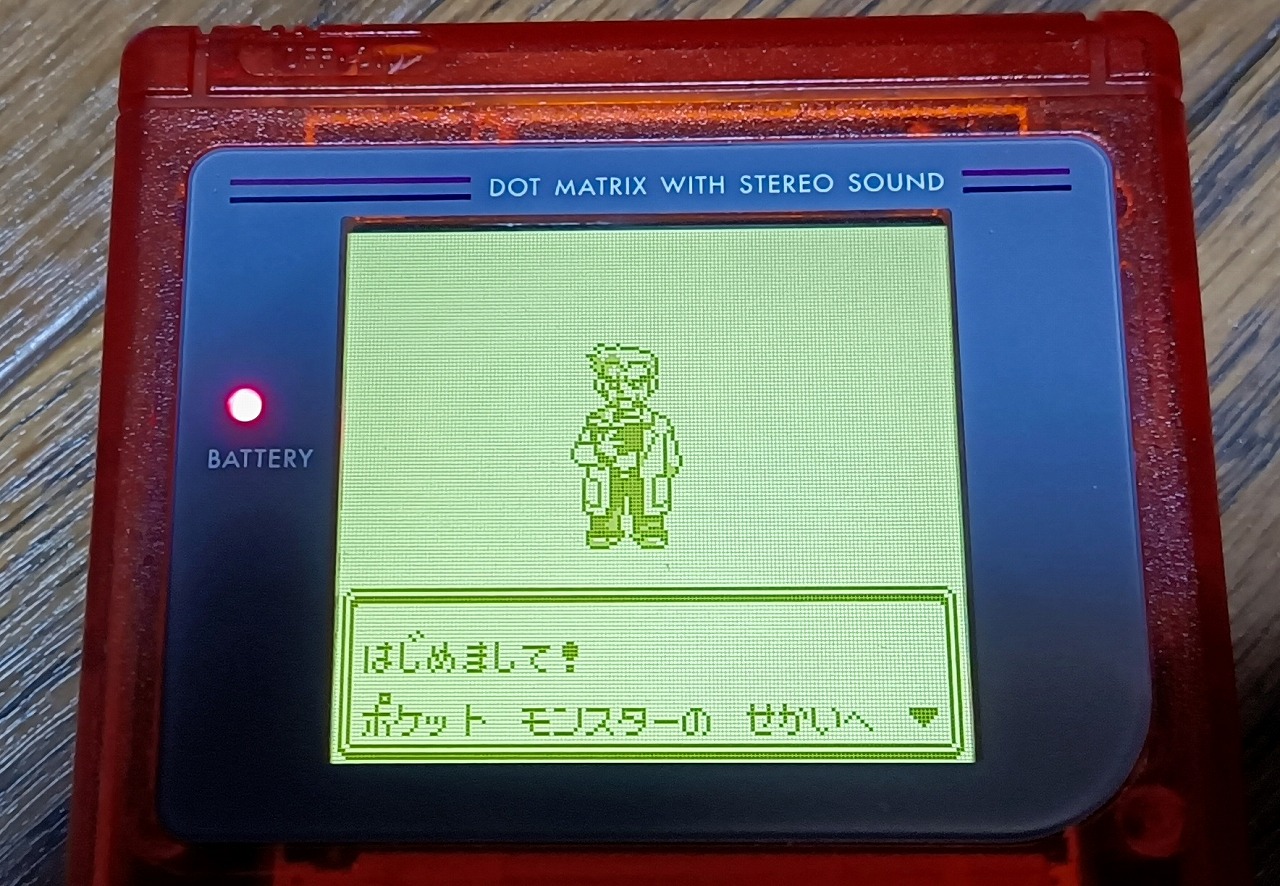 DOT MATRIX WITH STEREO SOUND
BATTERY
はじめまして!
ポケット モンスターの せかいへ ▼